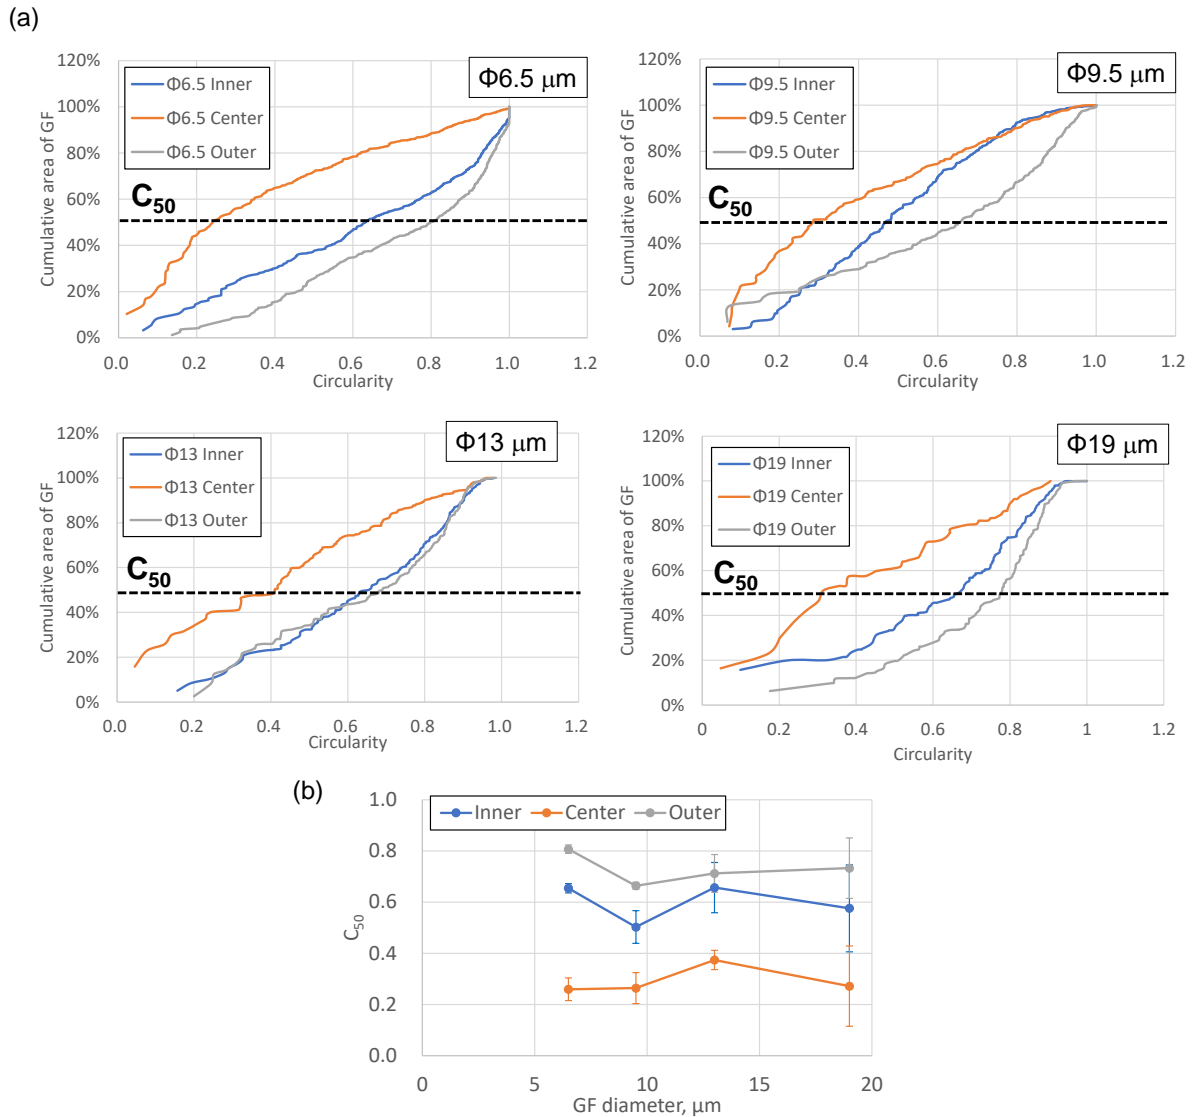 (a)
120%
100%
80%
60%
40%
20%
0%
Cumulative area of GF
Φ6.5 Inner
Φ6.5 Center
Φ6.5 Outer
Φ6.5 μm
C50
0.0 0.2 0.4 0.6 0.8 1.0 1.2
Circularity
120%
100%
80%
60%
40%
20%
0%
Cumulative area of GF
Φ9.5 Inner
Φ9.5 Center
Φ9.5 Outer
Φ9.5 μm
C50
0.0 0.2 0.4 0.6 0.8 1.0 1.2
Circularity
120%
100%
80%
60%
40%
20%
0%
Cumulative area of GF
Φ13 Inner
Φ13 Center
Φ13 Outer
Φ13 μm
C50
0.0 0.2 0.4 0.6 0.8 1.0 1.2
Circularity
120%
100%
80%
60%
40%
20%
0%
Cumulative area of GF
Φ19 Inner
Φ19 Center
Φ19 Outer
Φ19 μm
C50
0 0.2 0.4 0.6 0.8 1 1.2
Circularity
(b)
1.0
0.8
0.6
0.4
0.2
0.0
C50
Inner Center Outer
0 5 10 15 20
GF diameter, μm